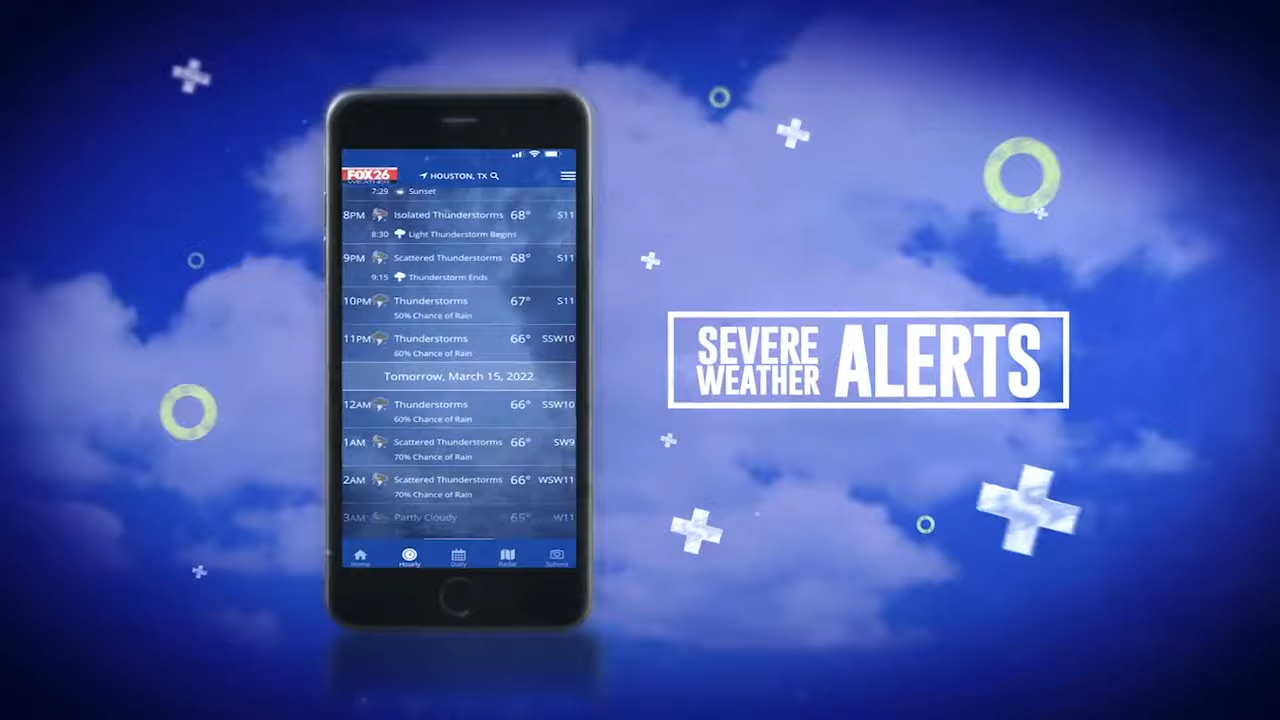 FOX 26
WEATHER
HOUSTON, TX
7:29 Sunset
8PM Isolated Thunderstorms 68° S11
8:30 Light Thunderstorm Begins
9PM Scattered Thunderstorms 68° S11
9:15 Thunderstorm Ends
10PM Thunderstorms 67° S11
50% Chance of Rain
11PM Thunderstorms 66° SSW10
60% Chance of Rain
Tomorrow, March 15, 2022
12AM Thunderstorms 66° SSW10
60% Chance of Rain
1AM Scattered Thunderstorms 66° SW9
70% Chance of Rain
2AM Scattered Thunderstorms 66° WSW11
70% Chance of Rain
3AM Partly Cloudy 65° W11
Home Hourly Daily Radar Submit
SEVERE
WEATHER
ALERTS